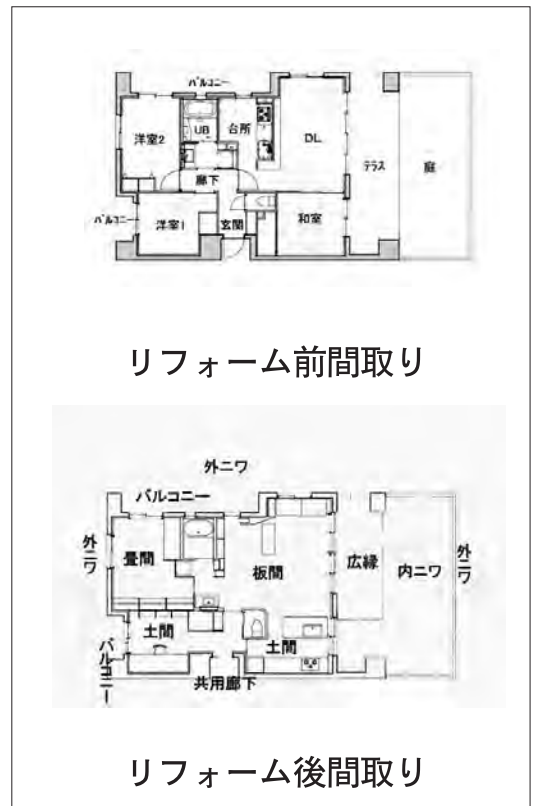 バルコニー
洋室2
UB
台所
DL
テラス
庭
廊下
バルコニー
洋室1
玄関
和室
リフォーム前間取り
外ニワ
バルコニー
外ニワ
畳間
板間
広縁
内ニワ
外ニワ
土間
土間
バルコニー
共用廊下
リフォーム後間取り